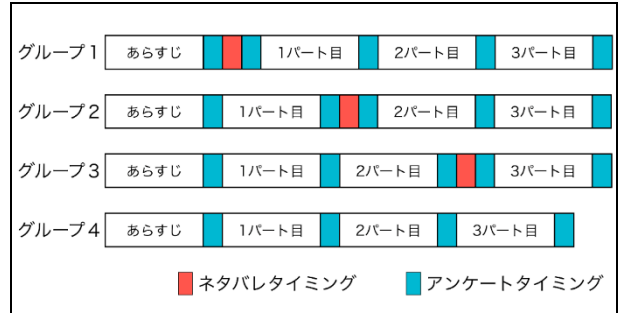 グループ1 あらすじ 1パート目 2パート目 3パート目
グループ2 あらすじ 1パート目 2パート目 3パート目
グループ3 あらすじ 1パート目 2パート目 3パート目
グループ4 あらすじ 1パート目 2パート目 3パート目
ネタバレタイミング アンケートタイミング